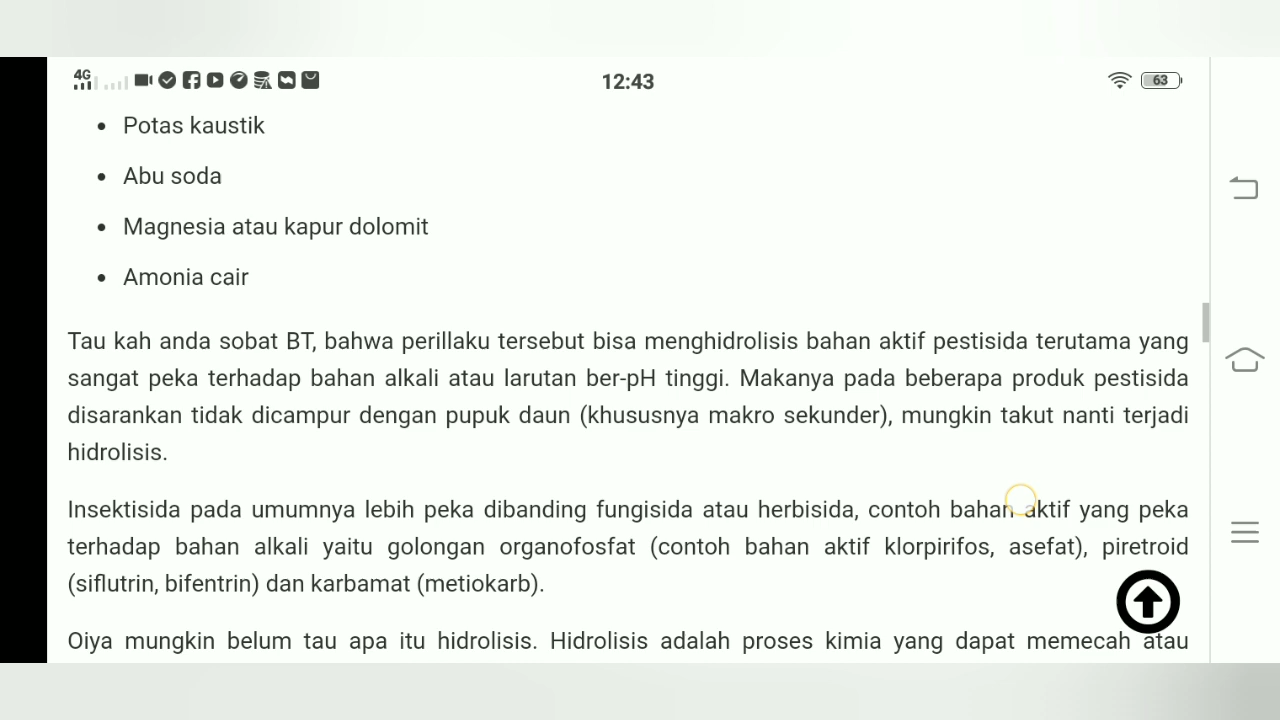 4G 12:43 63
• Potas kaustik
• Abu soda
• Magnesia atau kapur dolomit
• Amonia cair
Tau kah anda sobat BT, bahwa perillaku tersebut bisa menghidrolisis bahan aktif pestisida terutama yang
sangat peka terhadap bahan alkali atau larutan ber-pH tinggi. Makanya pada beberapa produk pestisida
disarankan tidak dicampur dengan pupuk daun (khususnya makro sekunder), mungkin takut nanti terjadi
hidrolisis.
Insektisida pada umumnya lebih peka dibanding fungisida atau herbisida, contoh bahan aktif yang peka
terhadap bahan alkali yaitu golongan organofosfat (contoh bahan aktif klorpirifos, asefat), piretroid
(siflutrin, bifentrin) dan karbamat (metiokarb).
Oiya mungkin belum tau apa itu hidrolisis. Hidrolisis adalah proses kimia yang dapat memecah atau